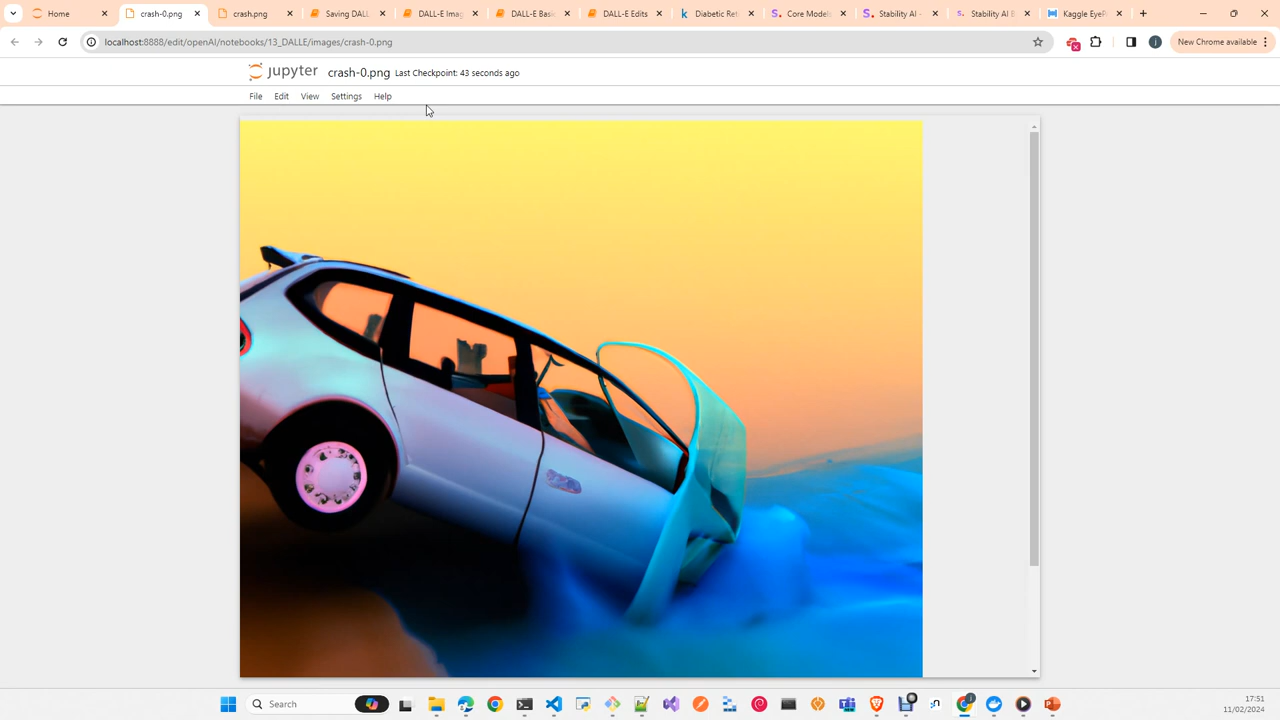 Home
crash-0.png
crash.png
Saving DALL
DALL-E Imag
DALL-E Basi
DALL-E Edits
Diabetic Ret
Core Models
Stability AI -
Stability AI B
Kaggle EyeP
localhost:8888/edit/openAI/notebooks/13_DALLE/images/crash-0.png
New Chrome available
jupyter crash-0.png Last Checkpoint: 43 seconds ago
File Edit View Settings Help
Search
17:51
11/02/2024